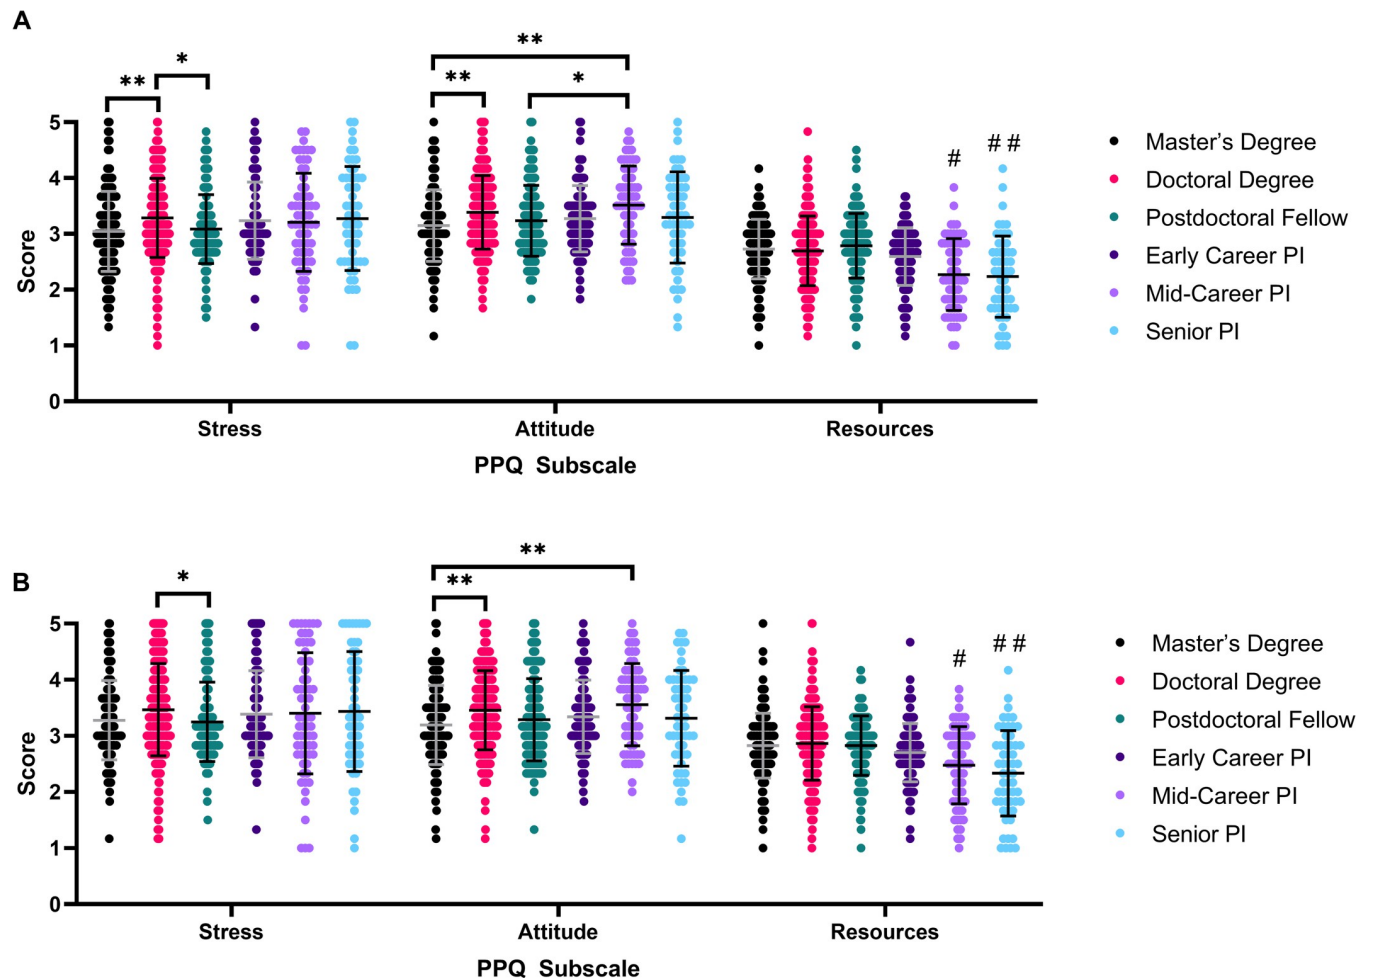 A
** * ** ** * # # #
5
4
3
2
1
0
Score
Stress Attitude Resources
PPQ Subscale
Master’s Degree
Doctoral Degree
Postdoctoral Fellow
Early Career PI
Mid-Career PI
Senior PI
B
* ** ** # # #
5
4
3
2
1
0
Score
Stress Attitude Resources
PPQ Subscale
Master’s Degree
Doctoral Degree
Postdoctoral Fellow
Early Career PI
Mid-Career PI
Senior PI